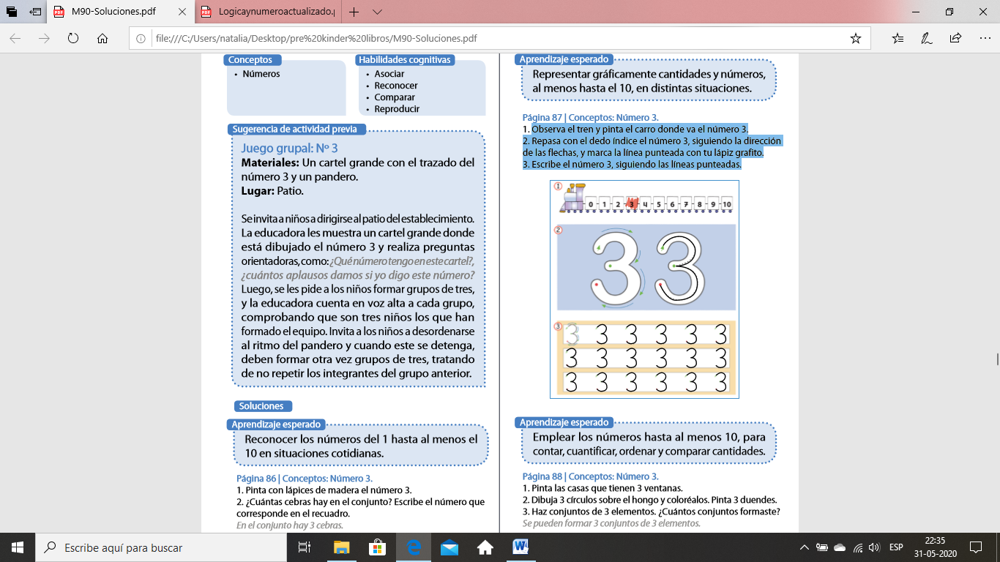 M90-Soluciones.pdf
Logicaynumeroactualizado.p
file:///C:/Users/natalia/Desktop/pre%20kinder%20libros/M90-Soluciones.pdf
Conceptos
• Números
Habilidades cognitivas
• Asociar
• Reconocer
• Comparar
• Reproducir
Sugerencia de actividad previa
Juego grupal: Nº 3
Materiales: Un cartel grande con el trazado del
número 3 y un pandero.
Lugar: Patio.
Se invita a niños a dirigirse al patio del establecimiento.
La educadora les muestra un cartel grande donde
está dibujado el número 3 y realiza preguntas
orientadoras, como: ¿Qué número tengo en este cartel?,
¿cuántos aplausos damos si yo digo este número?
Luego, se les pide a los niños formar grupos de tres,
y la educadora cuenta en voz alta a cada grupo,
comprobando que son tres niños los que han
formado el equipo. Invita a los niños a desordenarse
al ritmo del pandero y cuando este se detenga,
deben formar otra vez grupos de tres, tratando
de no repetir los integrantes del grupo anterior.
Soluciones
Aprendizaje esperado
Reconocer los números del 1 hasta al menos el
10 en situaciones cotidianas.
Página 86 | Conceptos: Número 3.
1. Pinta con lápices de madera el número 3.
2. ¿Cuántas cebras hay en el conjunto? Escribe el número que
corresponde en el recuadro.
En el conjunto hay 3 cebras.
Aprendizaje esperado
Representar gráficamente cantidades y números,
al menos hasta el 10, en distintas situaciones.
Página 87 | Conceptos: Número 3.
1. Observa el tren y pinta el carro donde va el número 3.
2. Repasa con el dedo índice el número 3, siguiendo la dirección
de las flechas, y marca la línea punteada con tu lápiz grafito.
3. Escribe el número 3, siguiendo las líneas punteadas.
1
0 1 2 3 4 5 6 7 8 9 10
2
3 3
3
3 3 3 3 3 3
3 3 3 3 3 3
3 3 3 3 3 3
Aprendizaje esperado
Emplear los números hasta al menos 10, para
contar, cuantificar, ordenar y comparar cantidades.
Página 88 | Conceptos: Número 3.
1. Pinta las casas que tienen 3 ventanas.
2. Dibuja 3 círculos sobre el hongo y coloréalos. Pinta 3 duendes.
3. Haz conjuntos de 3 elementos. ¿Cuántos conjuntos formaste?
Se pueden formar 3 conjuntos de 3 elementos.
Escribe aquí para buscar
ESP
22:35
31-05-2020